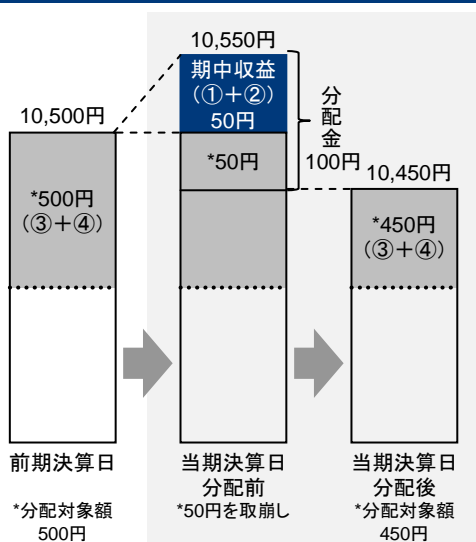 10,550円
期中収益
（①＋②）
50円
分配金
100円
10,500円
*50円
10,450円
*500円
（③＋④）
*450円
（③＋④）
前期決算日
当期決算日
分配前
当期決算日
分配後
*分配対象額
500円
*50円を取崩し
*分配対象額
450円